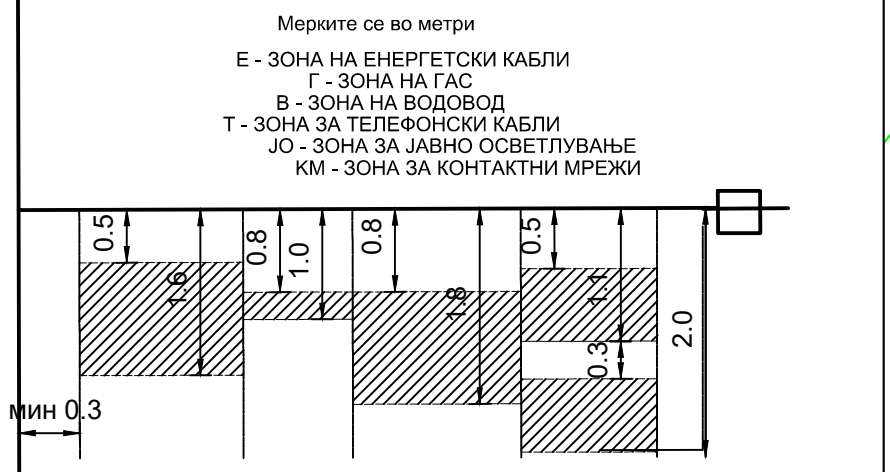 Мерките се во метри
Е - ЗОНА НА ЕНЕРГЕТСКИ КАБЛИ
Г - ЗОНА НА ГАС
В - ЗОНА НА ВОДОВОД
Т - ЗОНА ЗА ТЕЛЕФОНСКИ КАБЛИ
ЈО - ЗОНА ЗА ЈАВНО ОСВЕТЛУВАЊЕ
КМ - ЗОНА ЗА КОНТАКТНИ МРЕЖИ
0.5
1.6
0.8
1.0
0.8
1.8
0.5
1.1
0.3
2.0
мин 0.3